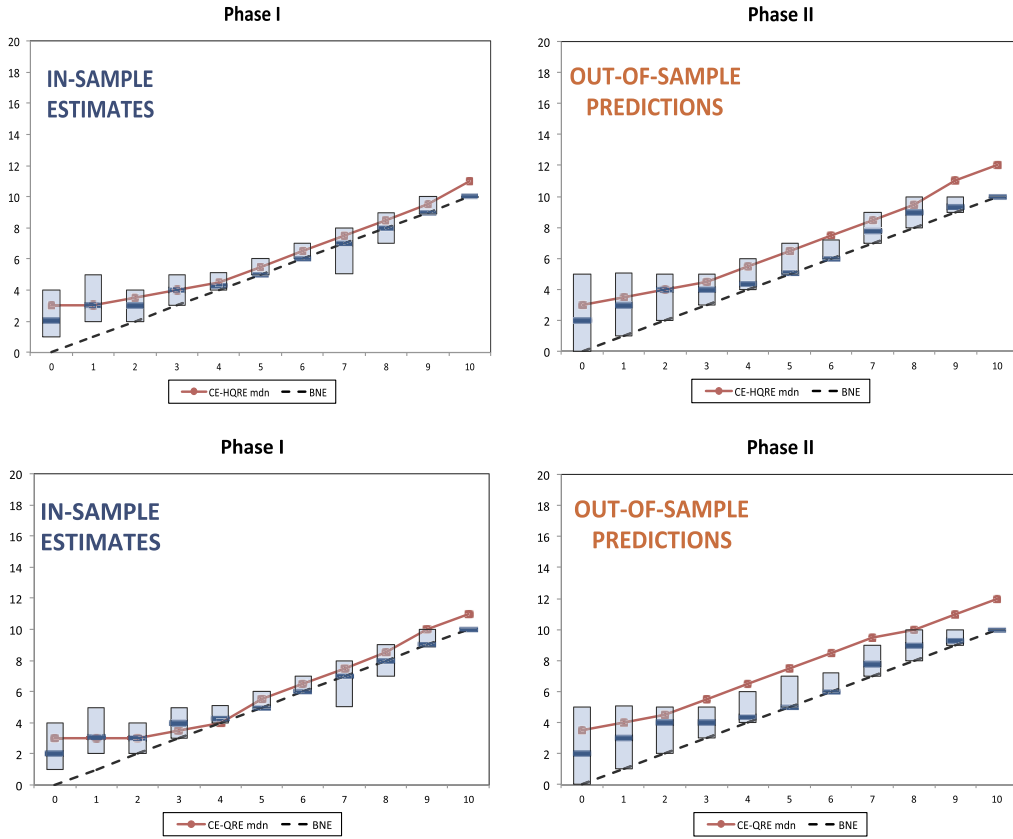 Phase I
20
18
16
14
12
10
8
6
4
2
0
IN-SAMPLE
ESTIMATES
0 1 2 3 4 5 6 7 8 9 10
CE-HQRE mdn BNE
Phase II
20
18
16
14
12
10
8
6
4
2
0
OUT-OF-SAMPLE
PREDICTIONS
0 1 2 3 4 5 6 7 8 9 10
CE-HQRE mdn BNE
Phase I
20
18
16
14
12
10
8
6
4
2
0
IN-SAMPLE
ESTIMATES
0 1 2 3 4 5 6 7 8 9 10
CE-QRE mdn BNE
Phase II
20
18
16
14
12
10
8
6
4
2
0
OUT-OF-SAMPLE
PREDICTIONS
0 1 2 3 4 5 6 7 8 9 10
CE-QRE mdn BNE